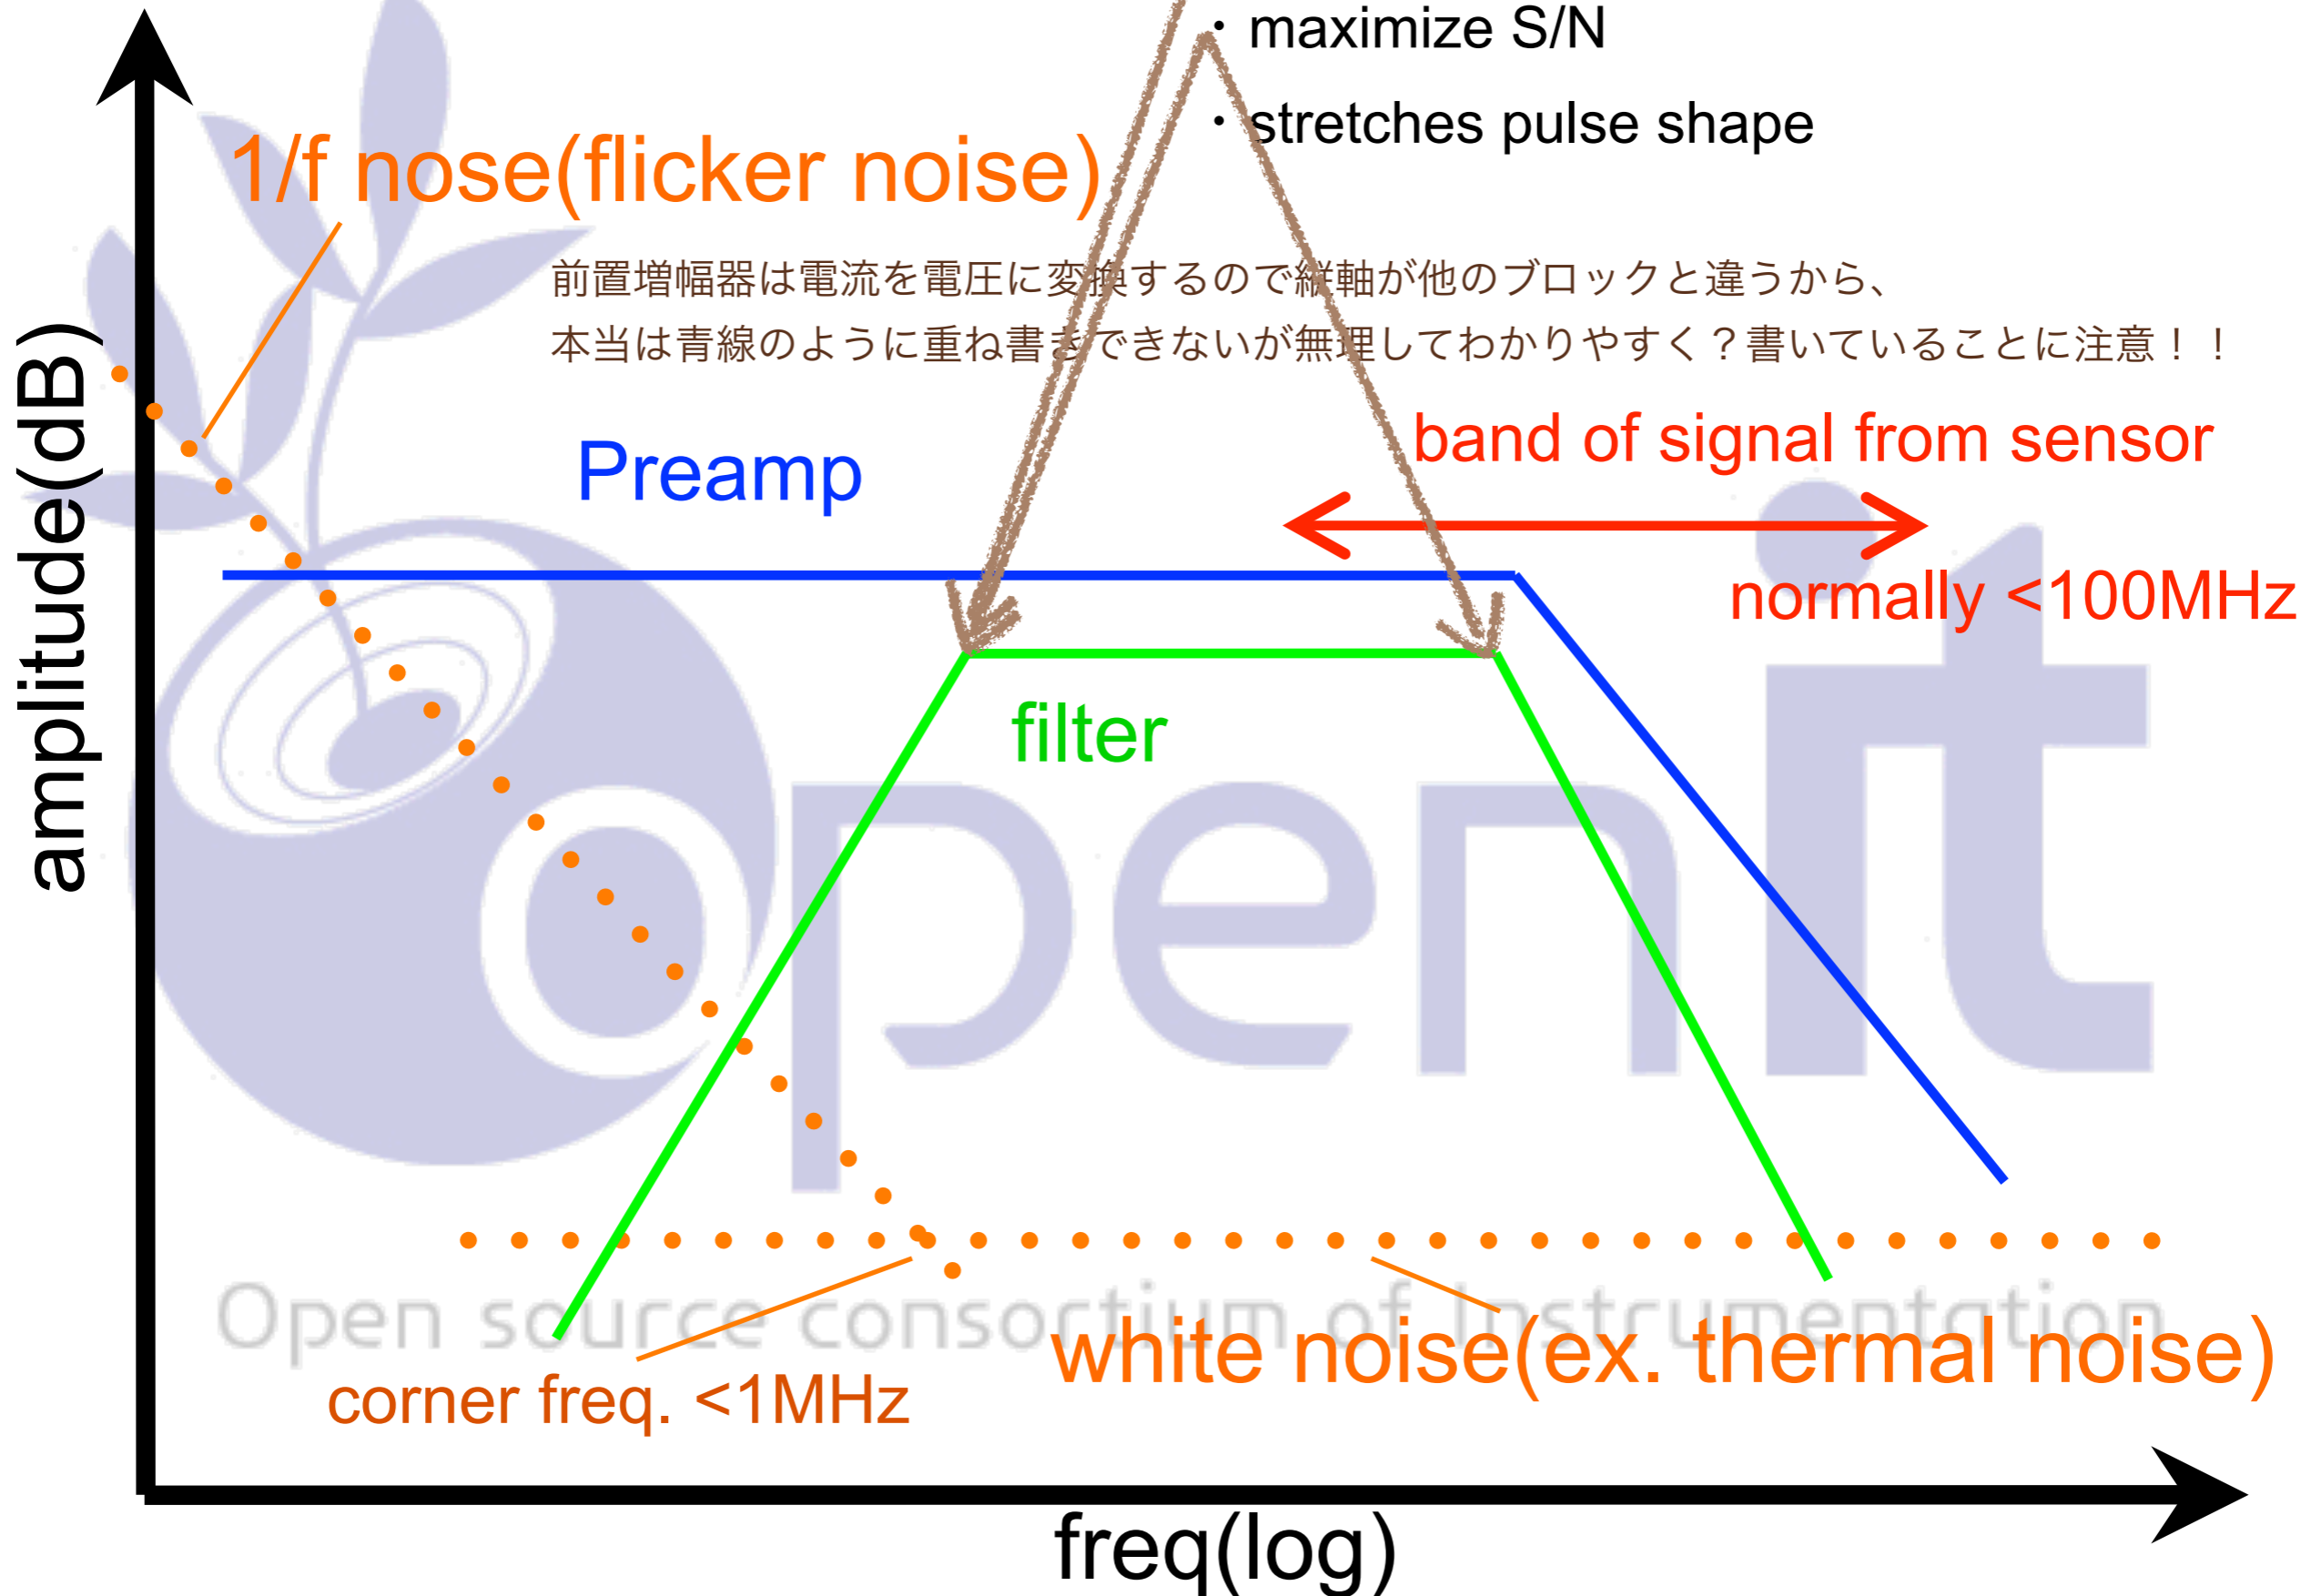 ・ maximize S/N
・ stretches pulse shape
1/f nose(flicker noise)
前置増幅器は電流を電圧に変換するので縦軸が他のブロックと違うから、
本当は青線のように重ね書きできないが無理してわかりやすく？書いていることに注意！！
band of signal from sensor
Preamp
normally <100MHz
filter
amplitude(dB)
OpenIt
Open source consortium of Instrumentation
white noise(ex. thermal noise)
corner freq. <1MHz
freq(log)